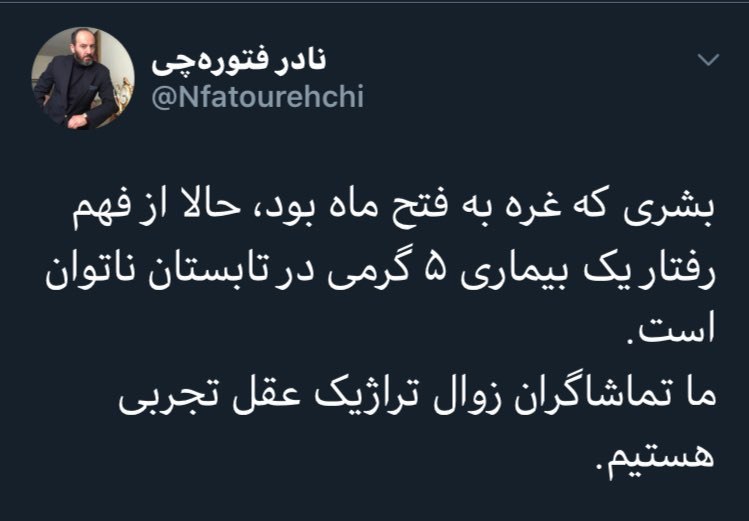 نادر فتوره‌چی
@Nfatourehchi
بشری که غره به فتح ماه بود، حالا از فهم
رفتار یک بیماری ۵ گرمی در تابستان ناتوان
است.
ما تماشاگران زوال تراژیک عقل تجربی
هستیم.